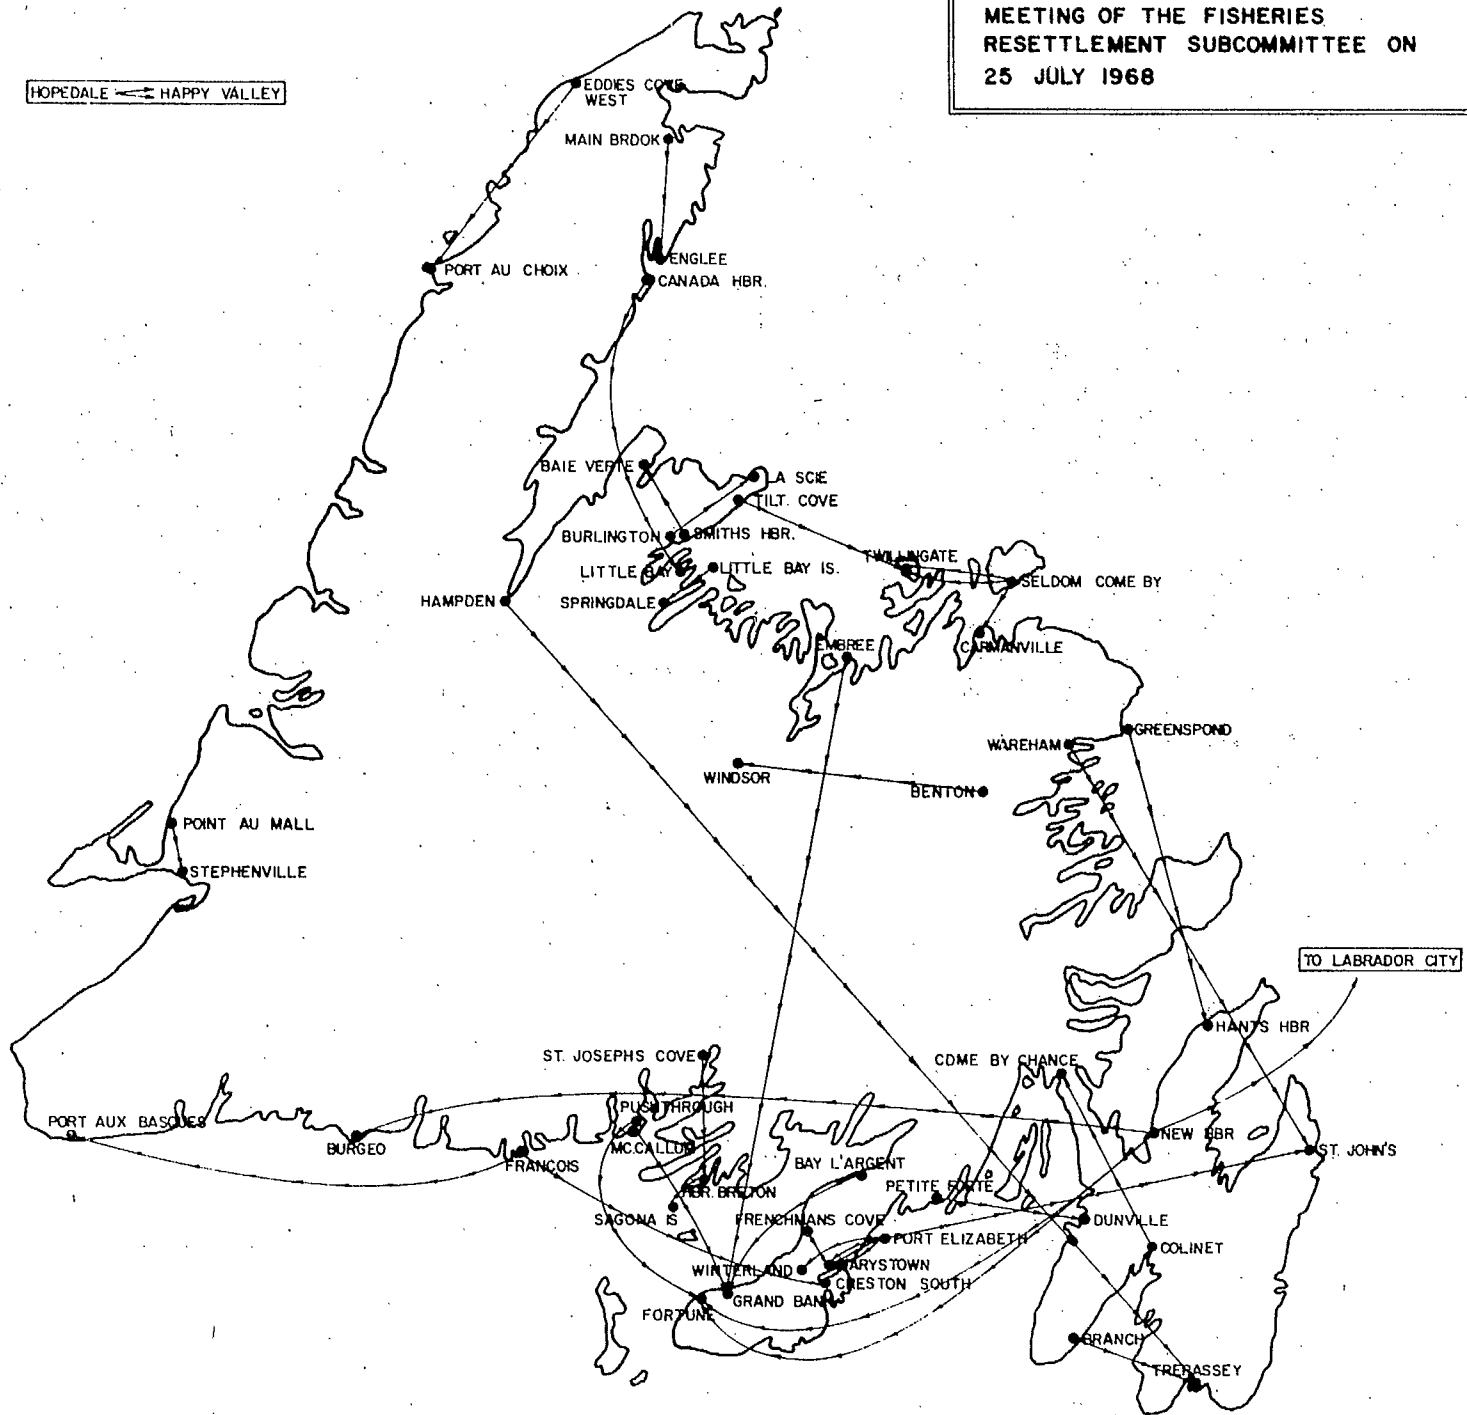 MEETING OF THE FISHERIES
RESETTLEMENT SUBCOMMITTEE ON
25 JULY 1968
HOPEDALE HAPPY VALLEY
EDDIES COVE
WEST
MAIN BROOK
ENGLEE
PORT AU CHOIX
CANADA HBR.
BAIE VERTE
LA SCIE
TILT COVE
BURLINGTON
SMITHS HBR.
TWILLINGATE
LITTLE BAY
LITTLE BAY IS.
SELDOM COME BY
HAMPDEN
SPRINGDALE
EMBREE
CARMANVILLE
GREENSPOND
WAREHAM
WINDSOR
BENTON
POINT AU MALL
STEPHENVILLE
TO LABRADOR CITY
HANTS HBR
ST. JOSEPHS COVE
COME BY CHANCE
PUSHTHROUGH
PORT AUX BASQUES
BURGEO
MC.CALLUM
NEW HBR
ST. JOHN'S
FRANÇOIS
BAY L'ARGENT
PETITE FORTE
HBR. BRETON
SAGONA IS
FRENCHMANS COVE
DUNVILLE
PORT ELIZABETH
COLINET
WINTERLAND
MARYSTOWN
CRESTON SOUTH
GRAND BANK
FORTUNE
BRANCH
TREPASSEY